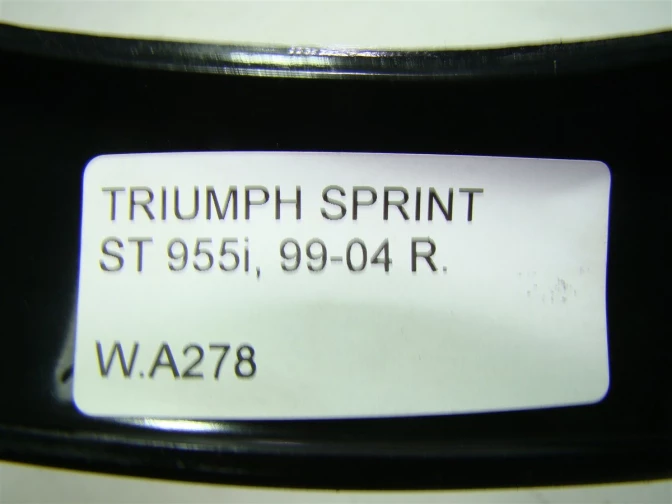 TRIUMPH SPRINT
ST 955i, 99-04 R.
W.A278